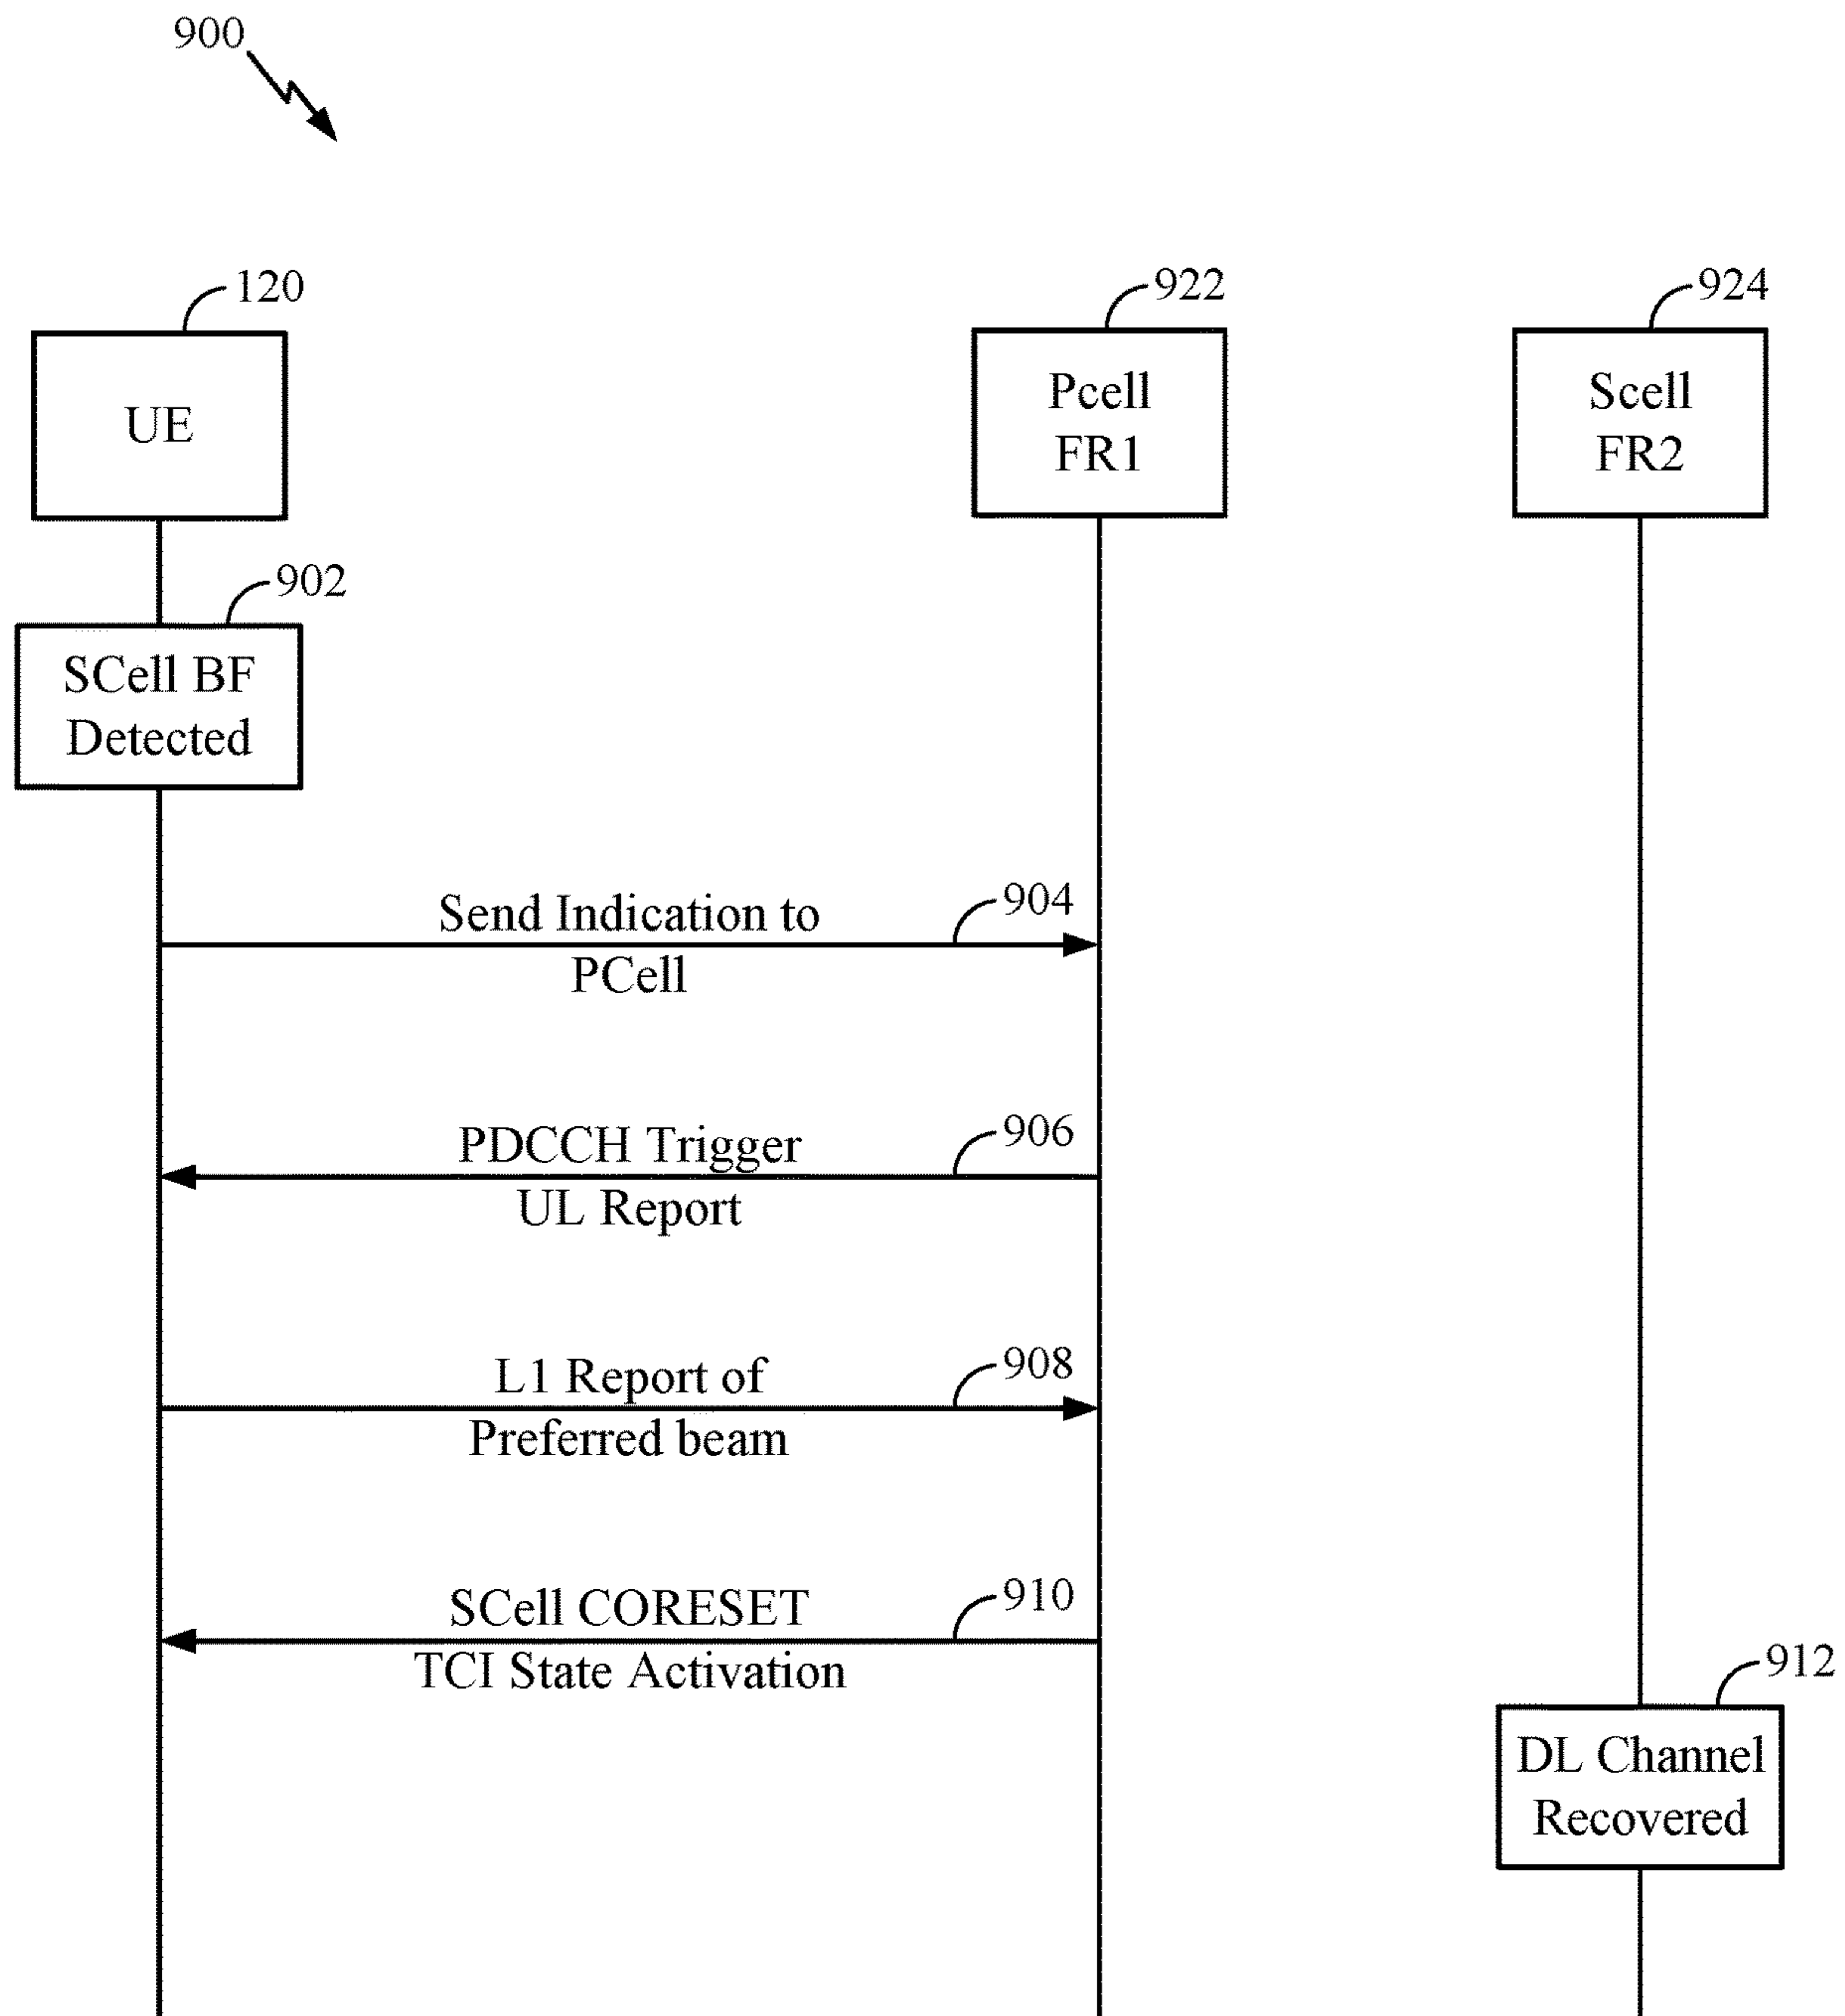 900
120
922
924
UE
Pcell
FR1
Scell
FR2
902
SCell BF
Detected
904
Send Indication to
PCell
906
PDCCH Trigger
UL Report
908
L1 Report of
Preferred beam
910
SCell CORESET
TCI State Activation
912
DL Channel
Recovered